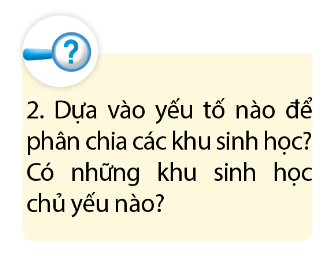 ?
2. Dựa vào yếu tố nào để
phân chia các khu sinh học?
Có những khu sinh học
chủ yếu nào?